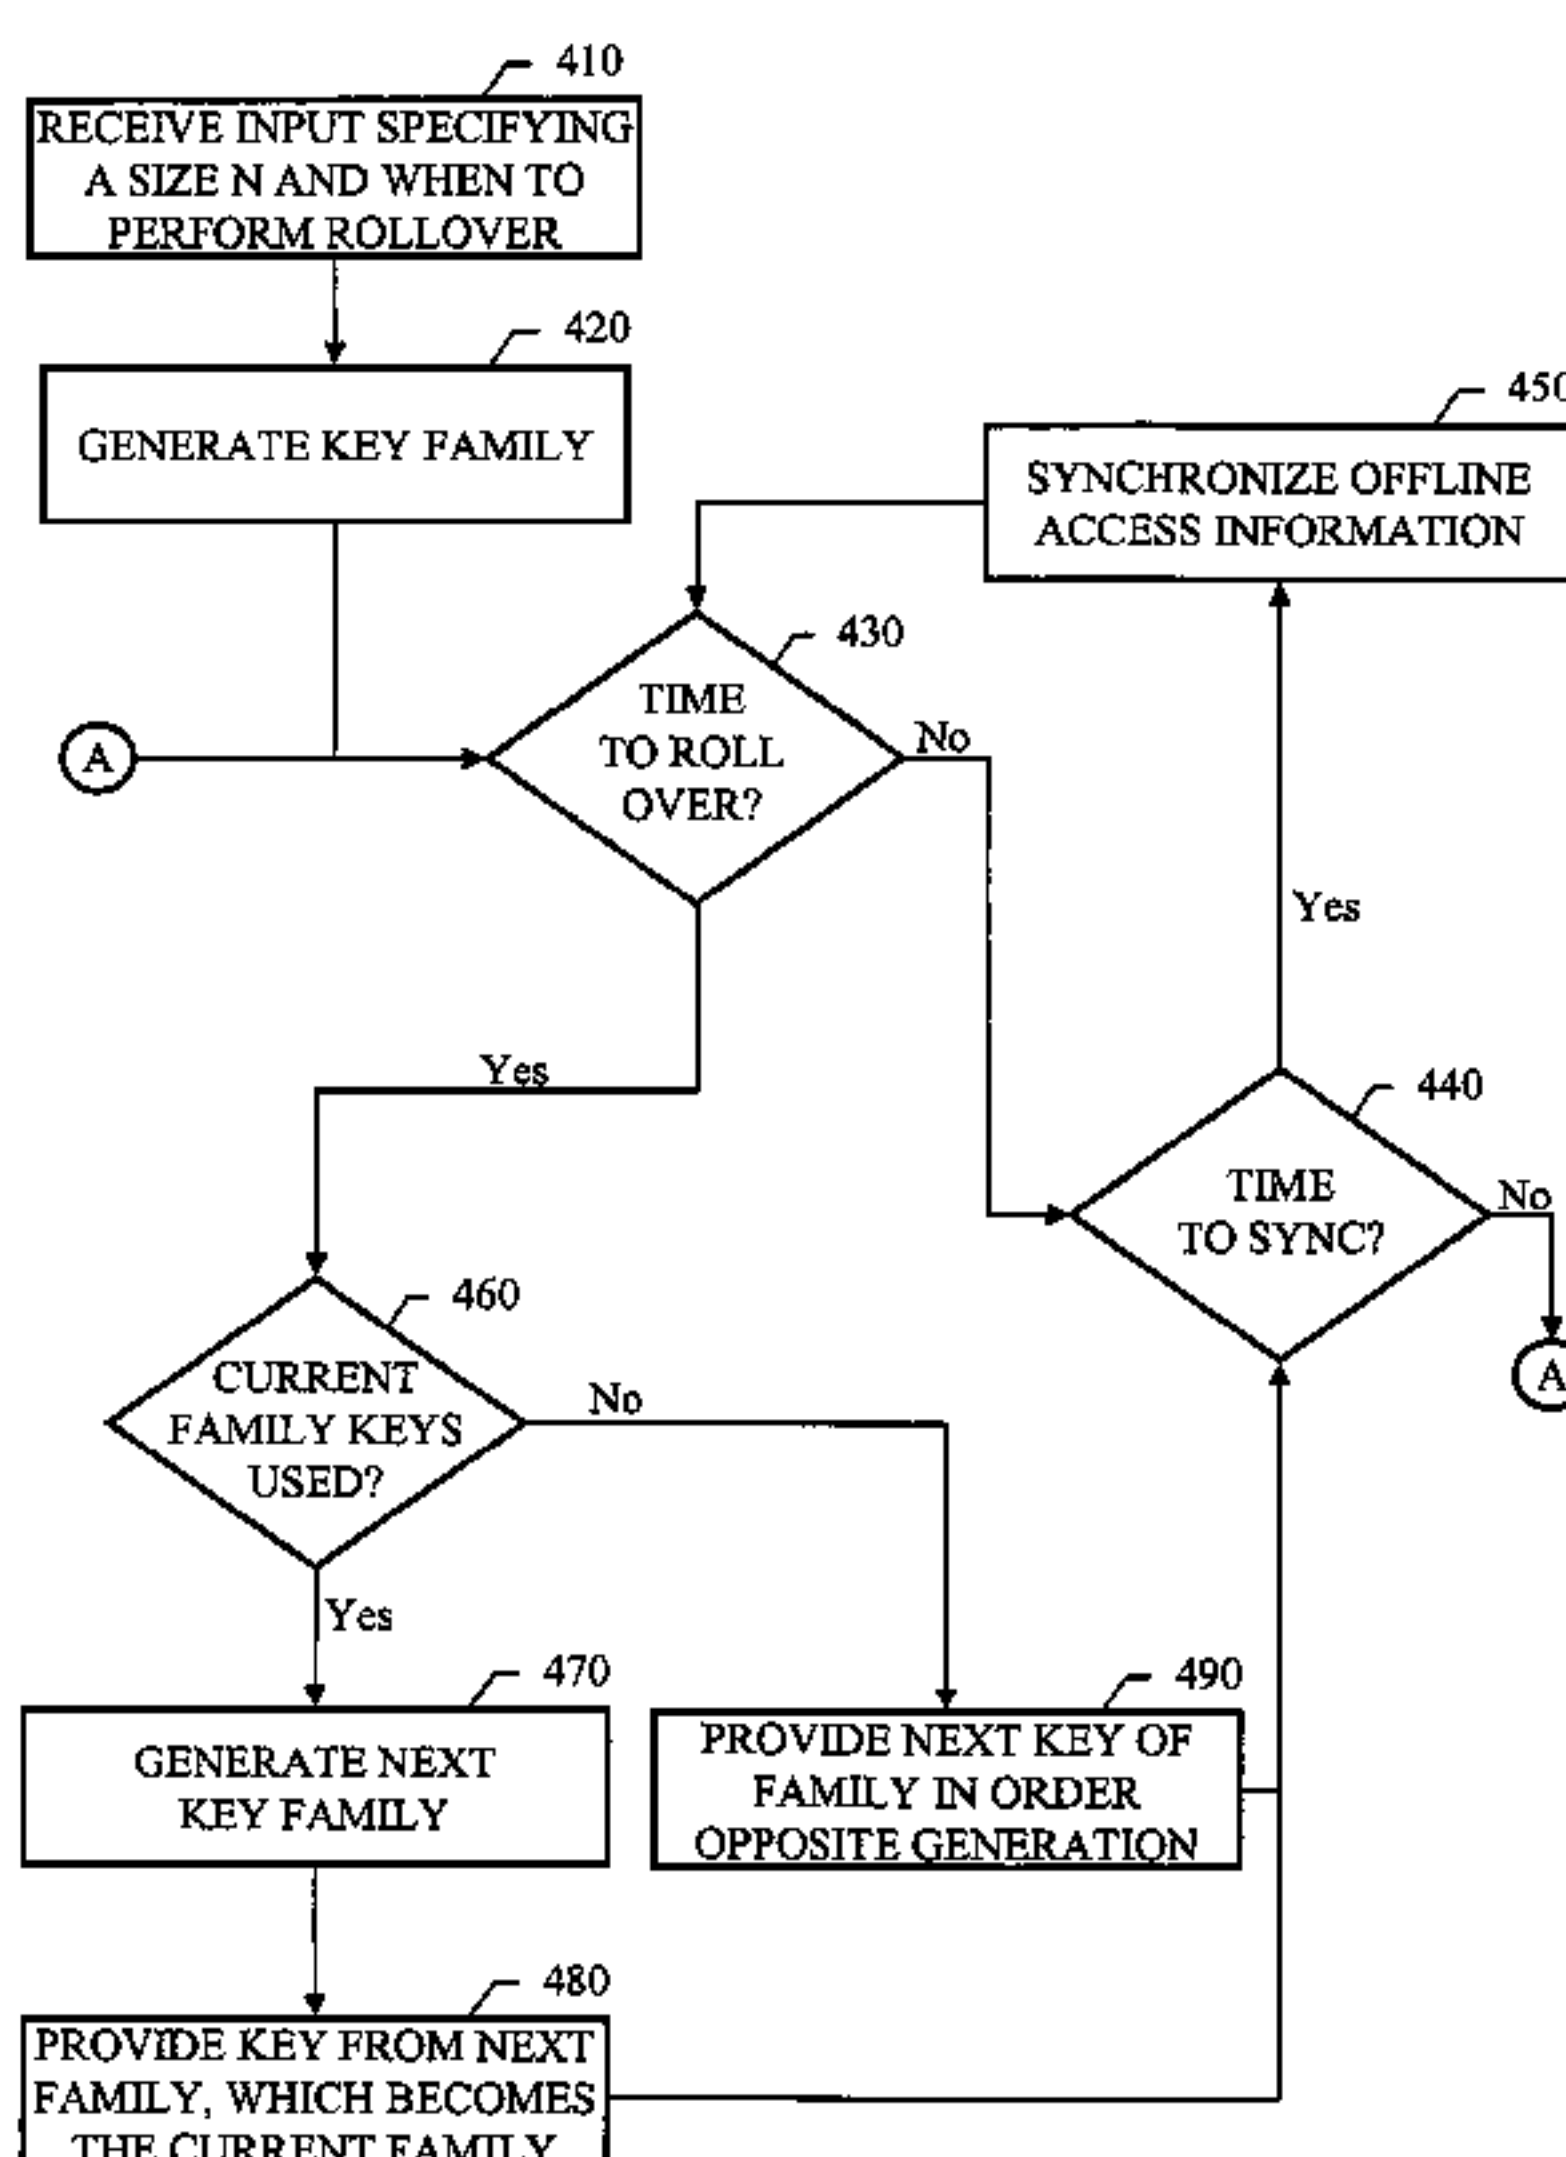 410
RECEIVE INPUT SPECIFYING
A SIZE N AND WHEN TO
PERFORM ROLLOVER
420
GENERATE KEY FAMILY
450
SYNCHRONIZE OFFLINE
ACCESS INFORMATION
430
TIME
TO ROLL
OVER?
No
A
Yes
Yes
440
TIME
TO SYNC?
No
A
460
CURRENT
FAMILY KEYS
USED?
No
Yes
470
GENERATE NEXT
KEY FAMILY
490
PROVIDE NEXT KEY OF
FAMILY IN ORDER
OPPOSITE GENERATION
480
PROVIDE KEY FROM NEXT
FAMILY, WHICH BECOMES
THE CURRENT FAMILY